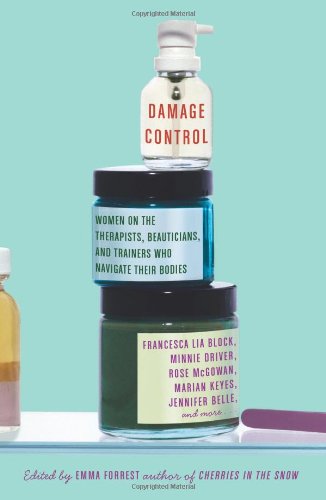 DAMAGE
CONTROL
WOMEN ON THE
THERAPISTS, BEAUTICIANS,
AND TRAINERS WHO
NAVIGATE THEIR BODIES
FRANCESCA LIA BLOCK,
MINNIE DRIVER,
ROSE McGOWAN,
MARIAN KEYES,
JENNIFER BELLE,
and more . . .
Edited by EMMA FORREST author of CHERRIES IN THE SNOW